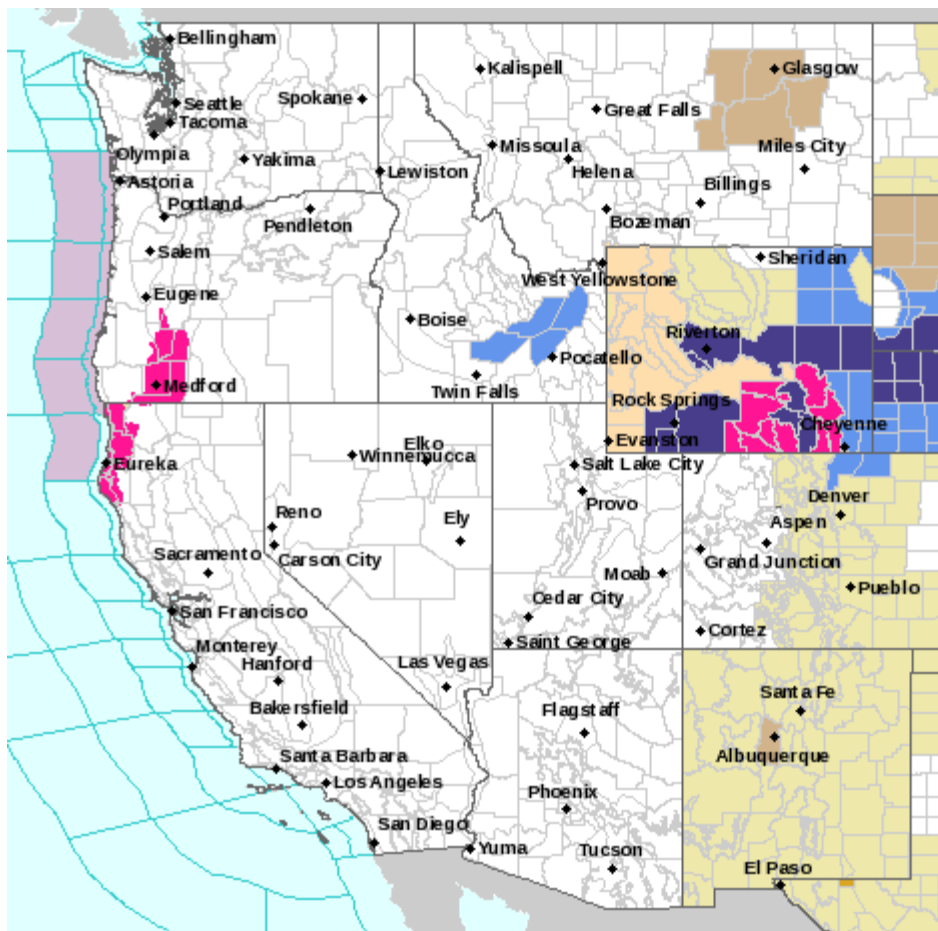 Bellingham
Kalispell
Glasgow
Spokane
Seattle
Great Falls
Tacoma
Olympia
Missoula
Miles City
Yakima
Helena
Lewiston
Astoria
Billings
Portland
Pendleton
Bozeman
Salem
Sheridan
West Yellowstone
Eugene
Boise
Riverton
Pocatello
Medford
Twin Falls
Rock Springs
Cheyenne
Elko
Evanston
Winnemucca
Eureka
Salt Lake City
Provo
Denver
Reno
Ely
Aspen
Sacramento
Carson City
Grand Junction
Moab
Pueblo
Cedar City
San Francisco
Cortez
Monterey
Saint George
Hanford
Las Vegas
Santa Fe
Bakersfield
Flagstaff
Santa Barbara
Albuquerque
Los Angeles
Phoenix
San Diego
Yuma
Tucson
El Paso